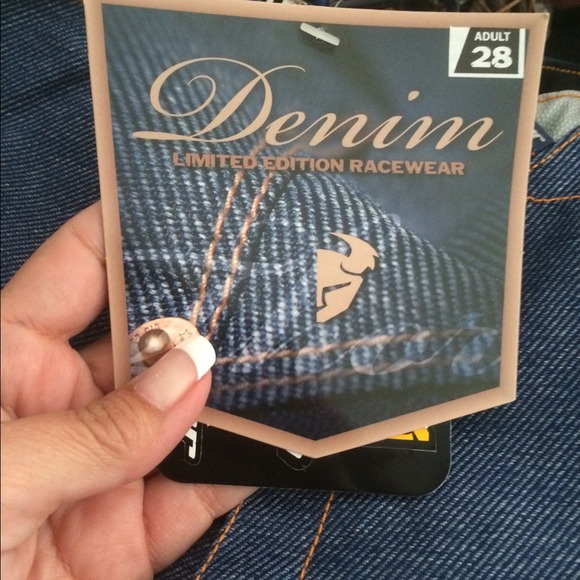 ADULT
28
Denim
LIMITED EDITION RACEWEAR